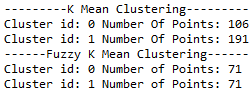 ---------K Mean Clustering---------
Cluster id: 0 Number Of Points: 106
Cluster id: 1 Number Of Points: 191
------Fuzzy K Mean Clustering------
Cluster id: 0 Number Of Points: 71
Cluster id: 1 Number Of Points: 71